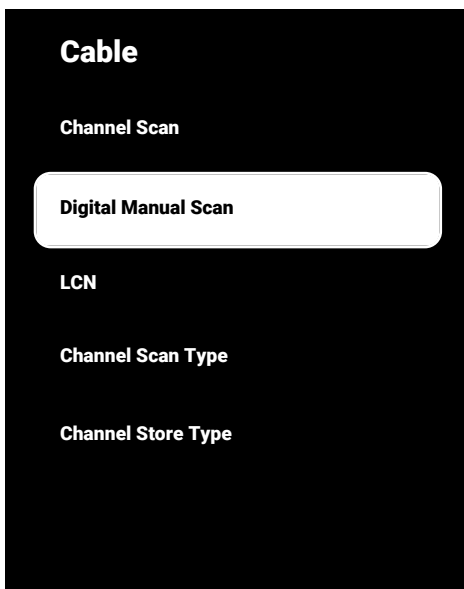 Cable
Channel Scan
Digital Manual Scan
LCN
Channel Scan Type
Channel Store Type